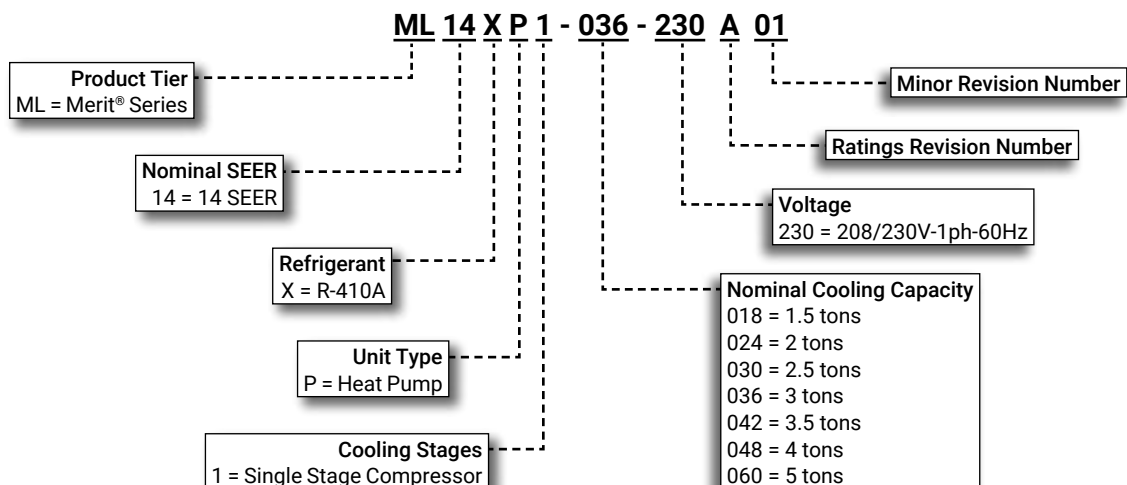 ML 14 X P 1 - 036 - 230 A 01
Product Tier
ML = Merit® Series
Nominal SEER
14 = 14 SEER
Refrigerant
X = R-410A
Unit Type
P = Heat Pump
Cooling Stages
1 = Single Stage Compressor
Minor Revision Number
Ratings Revision Number
Voltage
230 = 208/230V-1ph-60Hz
Nominal Cooling Capacity
018 = 1.5 tons
024 = 2 tons
030 = 2.5 tons
036 = 3 tons
042 = 3.5 tons
048 = 4 tons
060 = 5 tons